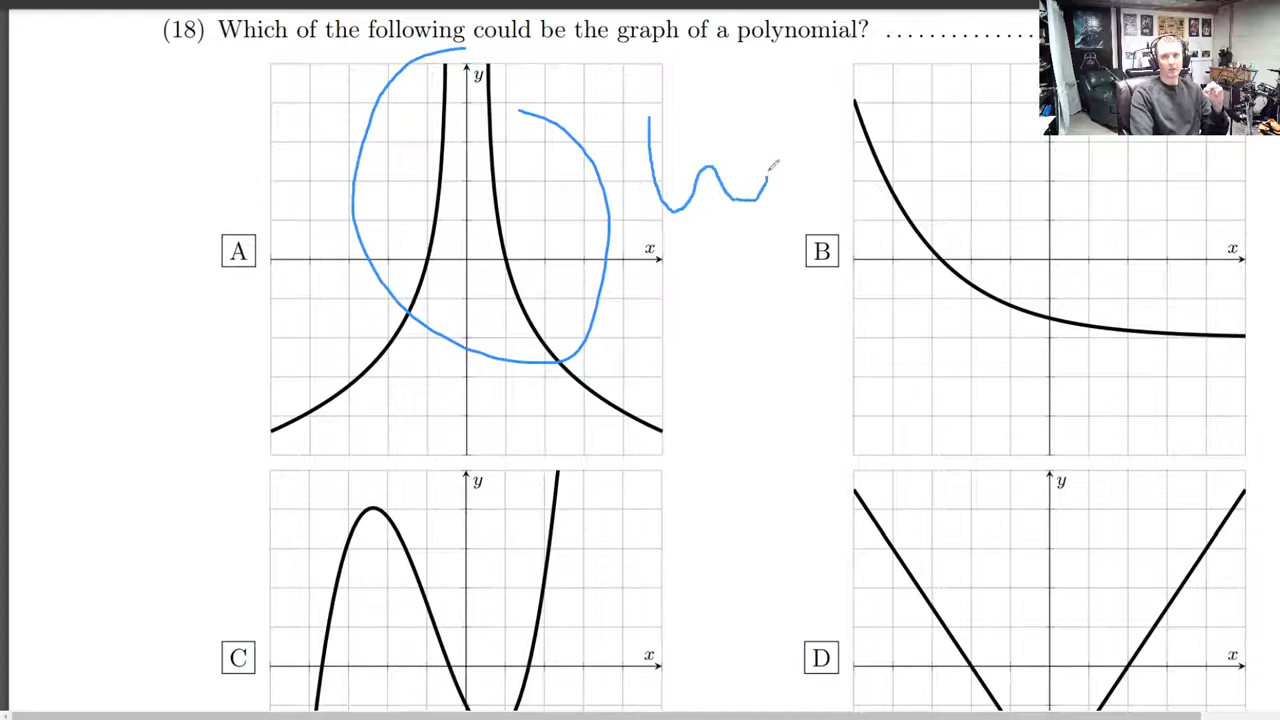 (18) Which of the following could be the graph of a polynomial? ..............
y
x
A
x
B
y
x
C
y
x
D